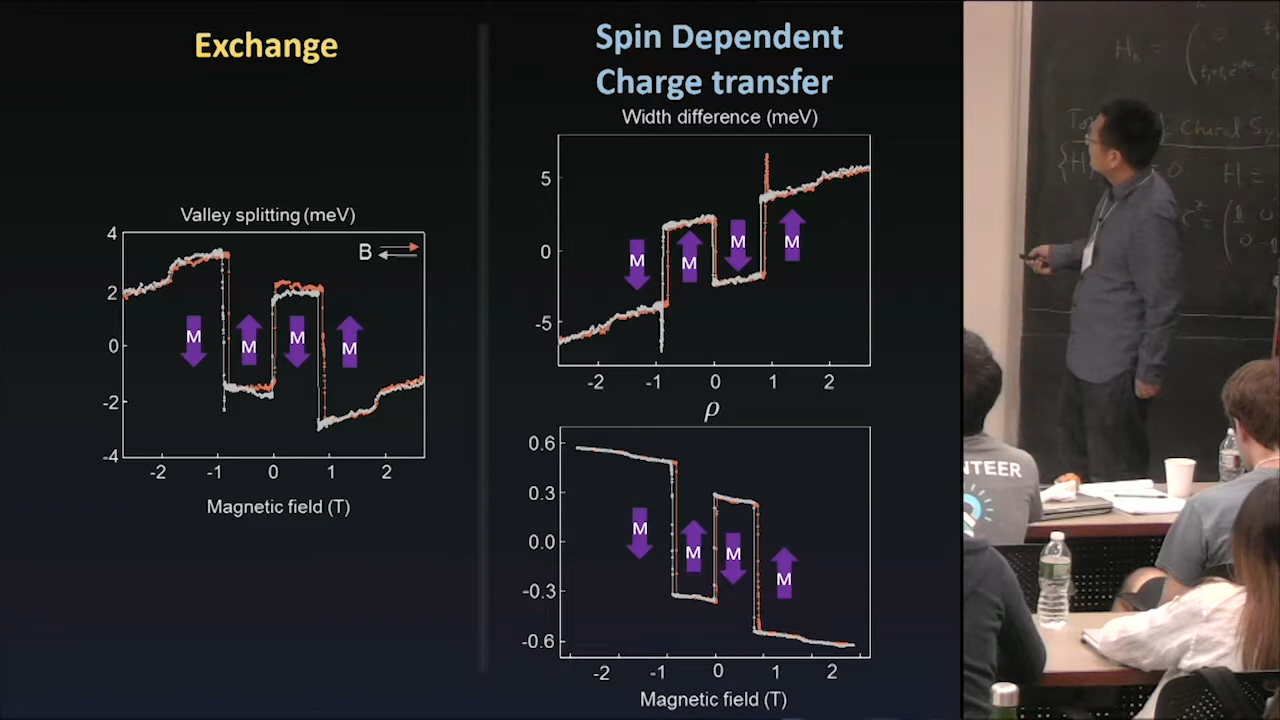 Exchange
Spin Dependent
Charge transfer
Valley splitting (meV)
B
4
2
0
-2
-4
M
M
M
M
-2
-1
0
1
2
Magnetic field (T)
Width difference (meV)
5
0
-5
M
M
M
M
-2
-1
0
1
2
ρ
0.6
0.3
0.0
-0.3
-0.6
M
M
M
M
-2
-1
0
1
2
Magnetic field (T)
NTEER